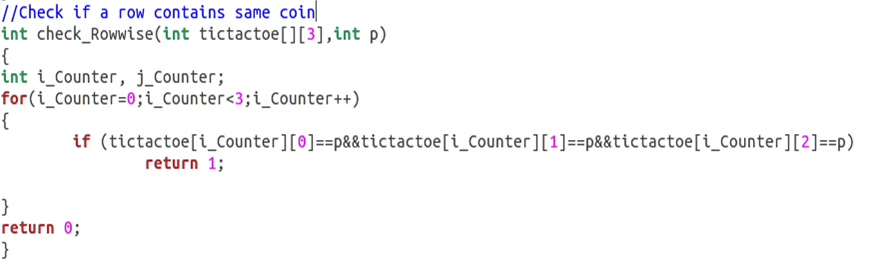 //Check if a row contains same coin
int check_Rowwise(int tictactoe[][3],int p)
{
int i_Counter, j_Counter;
for(i_Counter=0;i_Counter<3;i_Counter++)
{
        if (tictactoe[i_Counter][0]==p&&tictactoe[i_Counter][1]==p&&tictactoe[i_Counter][2]==p)
                return 1;

}
return 0;
}